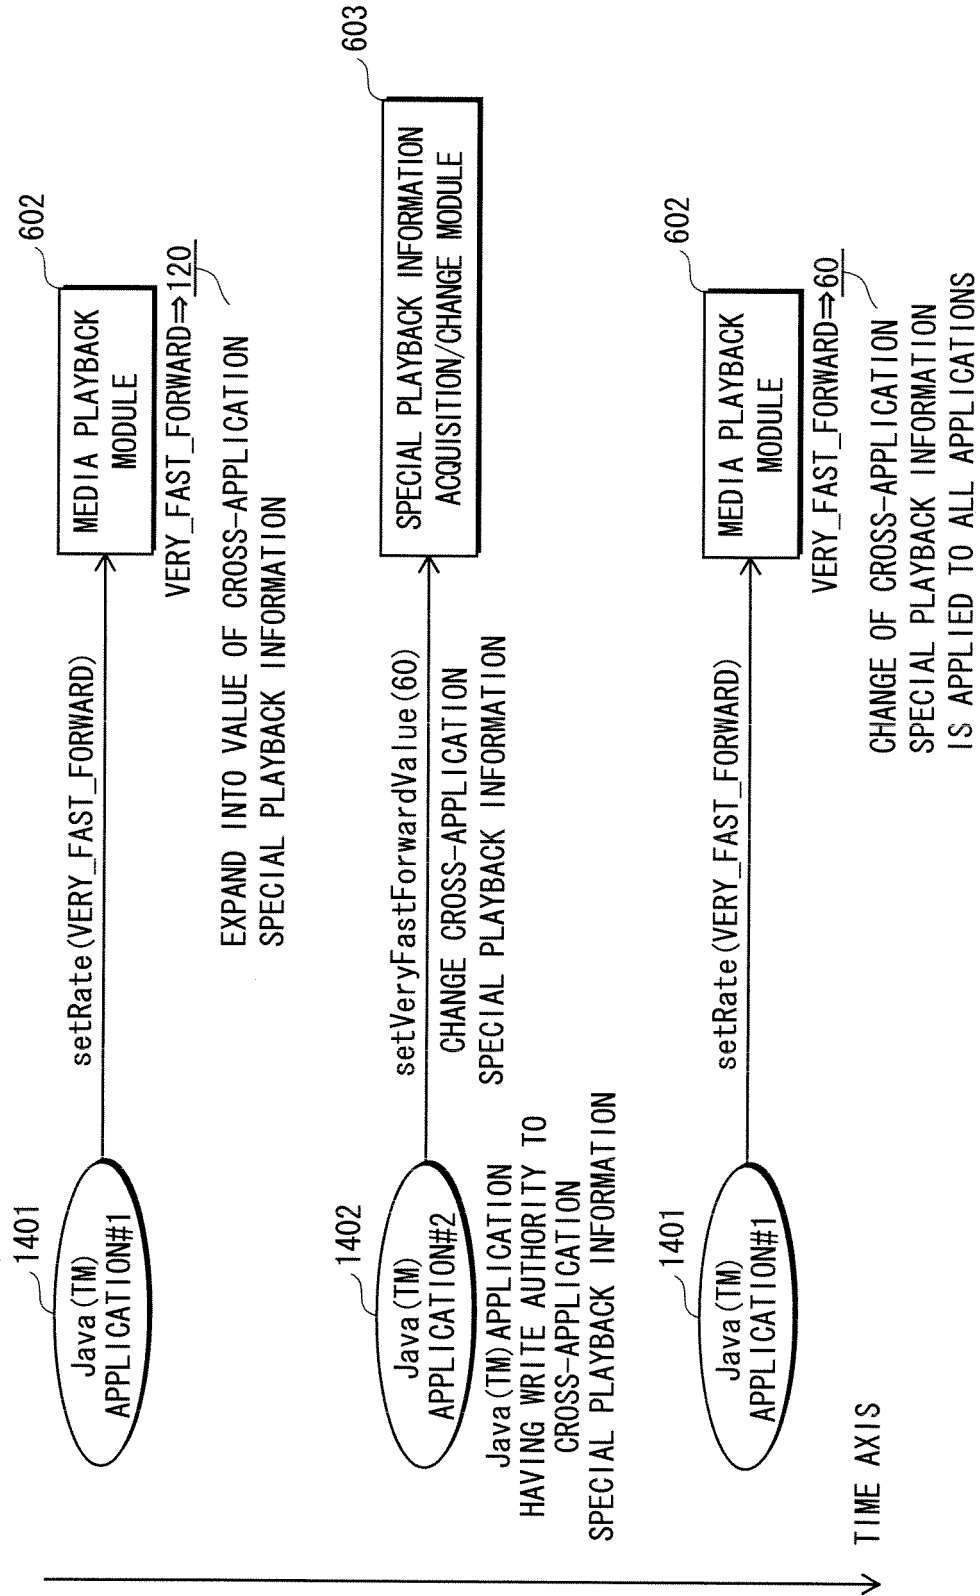 1401
Java(TM)
APPLICATION#1
setRate(VERY_FAST_FORWARD)
602
MEDIA PLAYBACK
MODULE
VERY_FAST_FORWARD⇒120
EXPAND INTO VALUE OF CROSS-APPLICATION
SPECIAL PLAYBACK INFORMATION
1402
Java(TM)
APPLICATION#2
Java(TM)APPLICATION
HAVING WRITE AUTHORITY TO
CROSS-APPLICATION
SPECIAL PLAYBACK INFORMATION
setVeryFastForwardValue(60)
CHANGE CROSS-APPLICATION
SPECIAL PLAYBACK INFORMATION
603
SPECIAL PLAYBACK INFORMATION
ACQUISITION/CHANGE MODULE
1401
Java(TM)
APPLICATION#1
setRate(VERY_FAST_FORWARD)
602
MEDIA PLAYBACK
MODULE
VERY_FAST_FORWARD⇒60
CHANGE OF CROSS-APPLICATION
SPECIAL PLAYBACK INFORMATION
IS APPLIED TO ALL APPLICATIONS
TIME AXIS